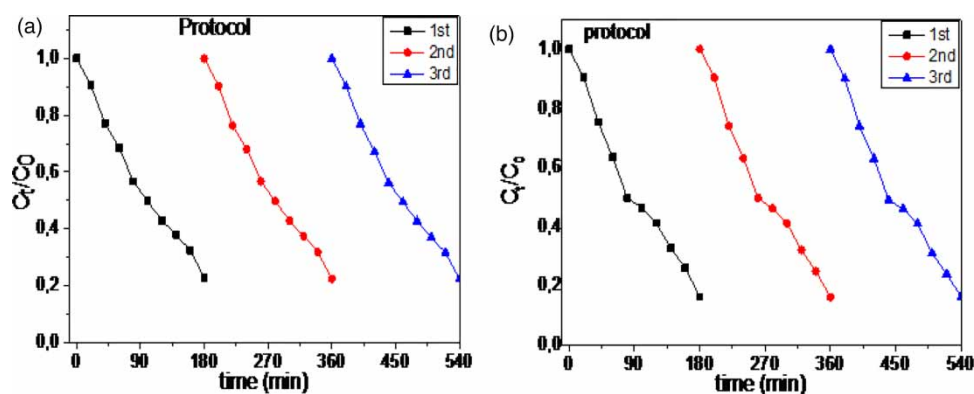 (a)
Protocol
1st
2nd
3rd
1,0
0,8
0,6
0,4
0,2
0,0
Ct/C0
0 90 180 270 360 450 540
time (min)
(b)
protocol
1st
2nd
3rd
1,0
0,8
0,6
0,4
0,2
0,0
Ct/C0
0 90 180 270 360 450 540
time (min)